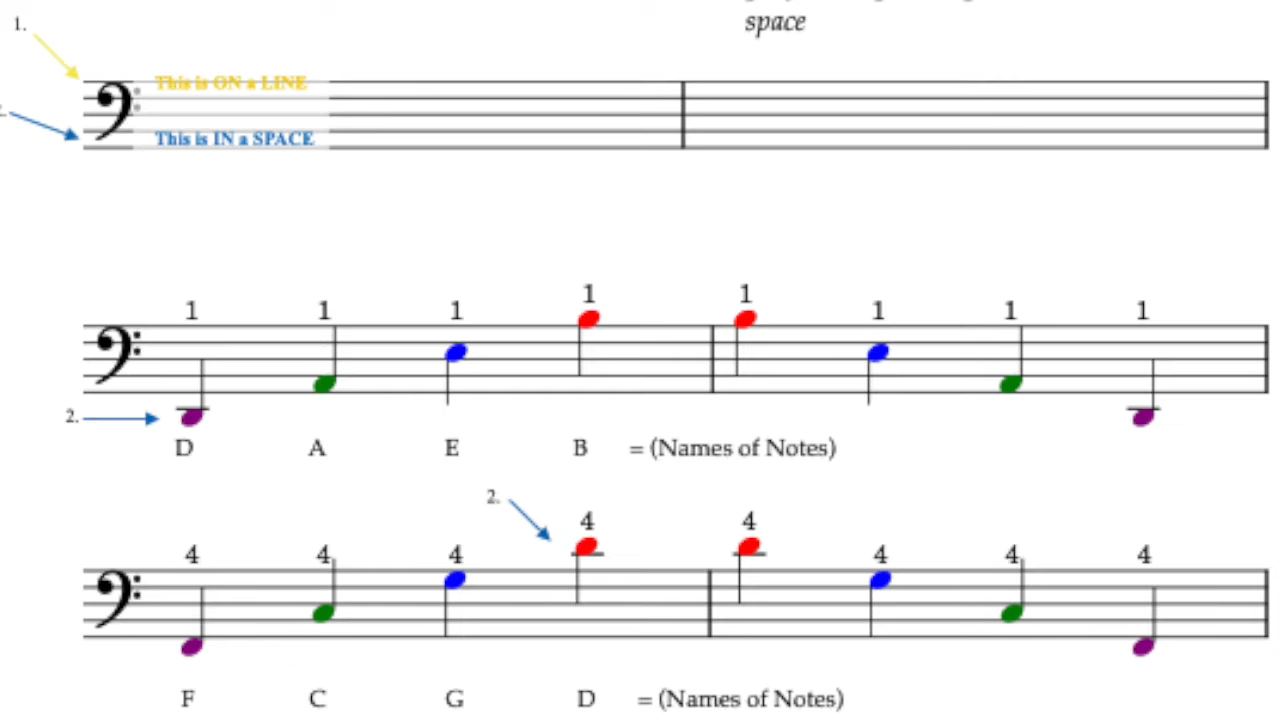 space
1.
This is ON a LINE
This is IN a SPACE
1 1 1 1 1 1 1 1
2.
D A E B = (Names of Notes)
2.
4 4 4 4 4 4 4 4
F C G D = (Names of Notes)